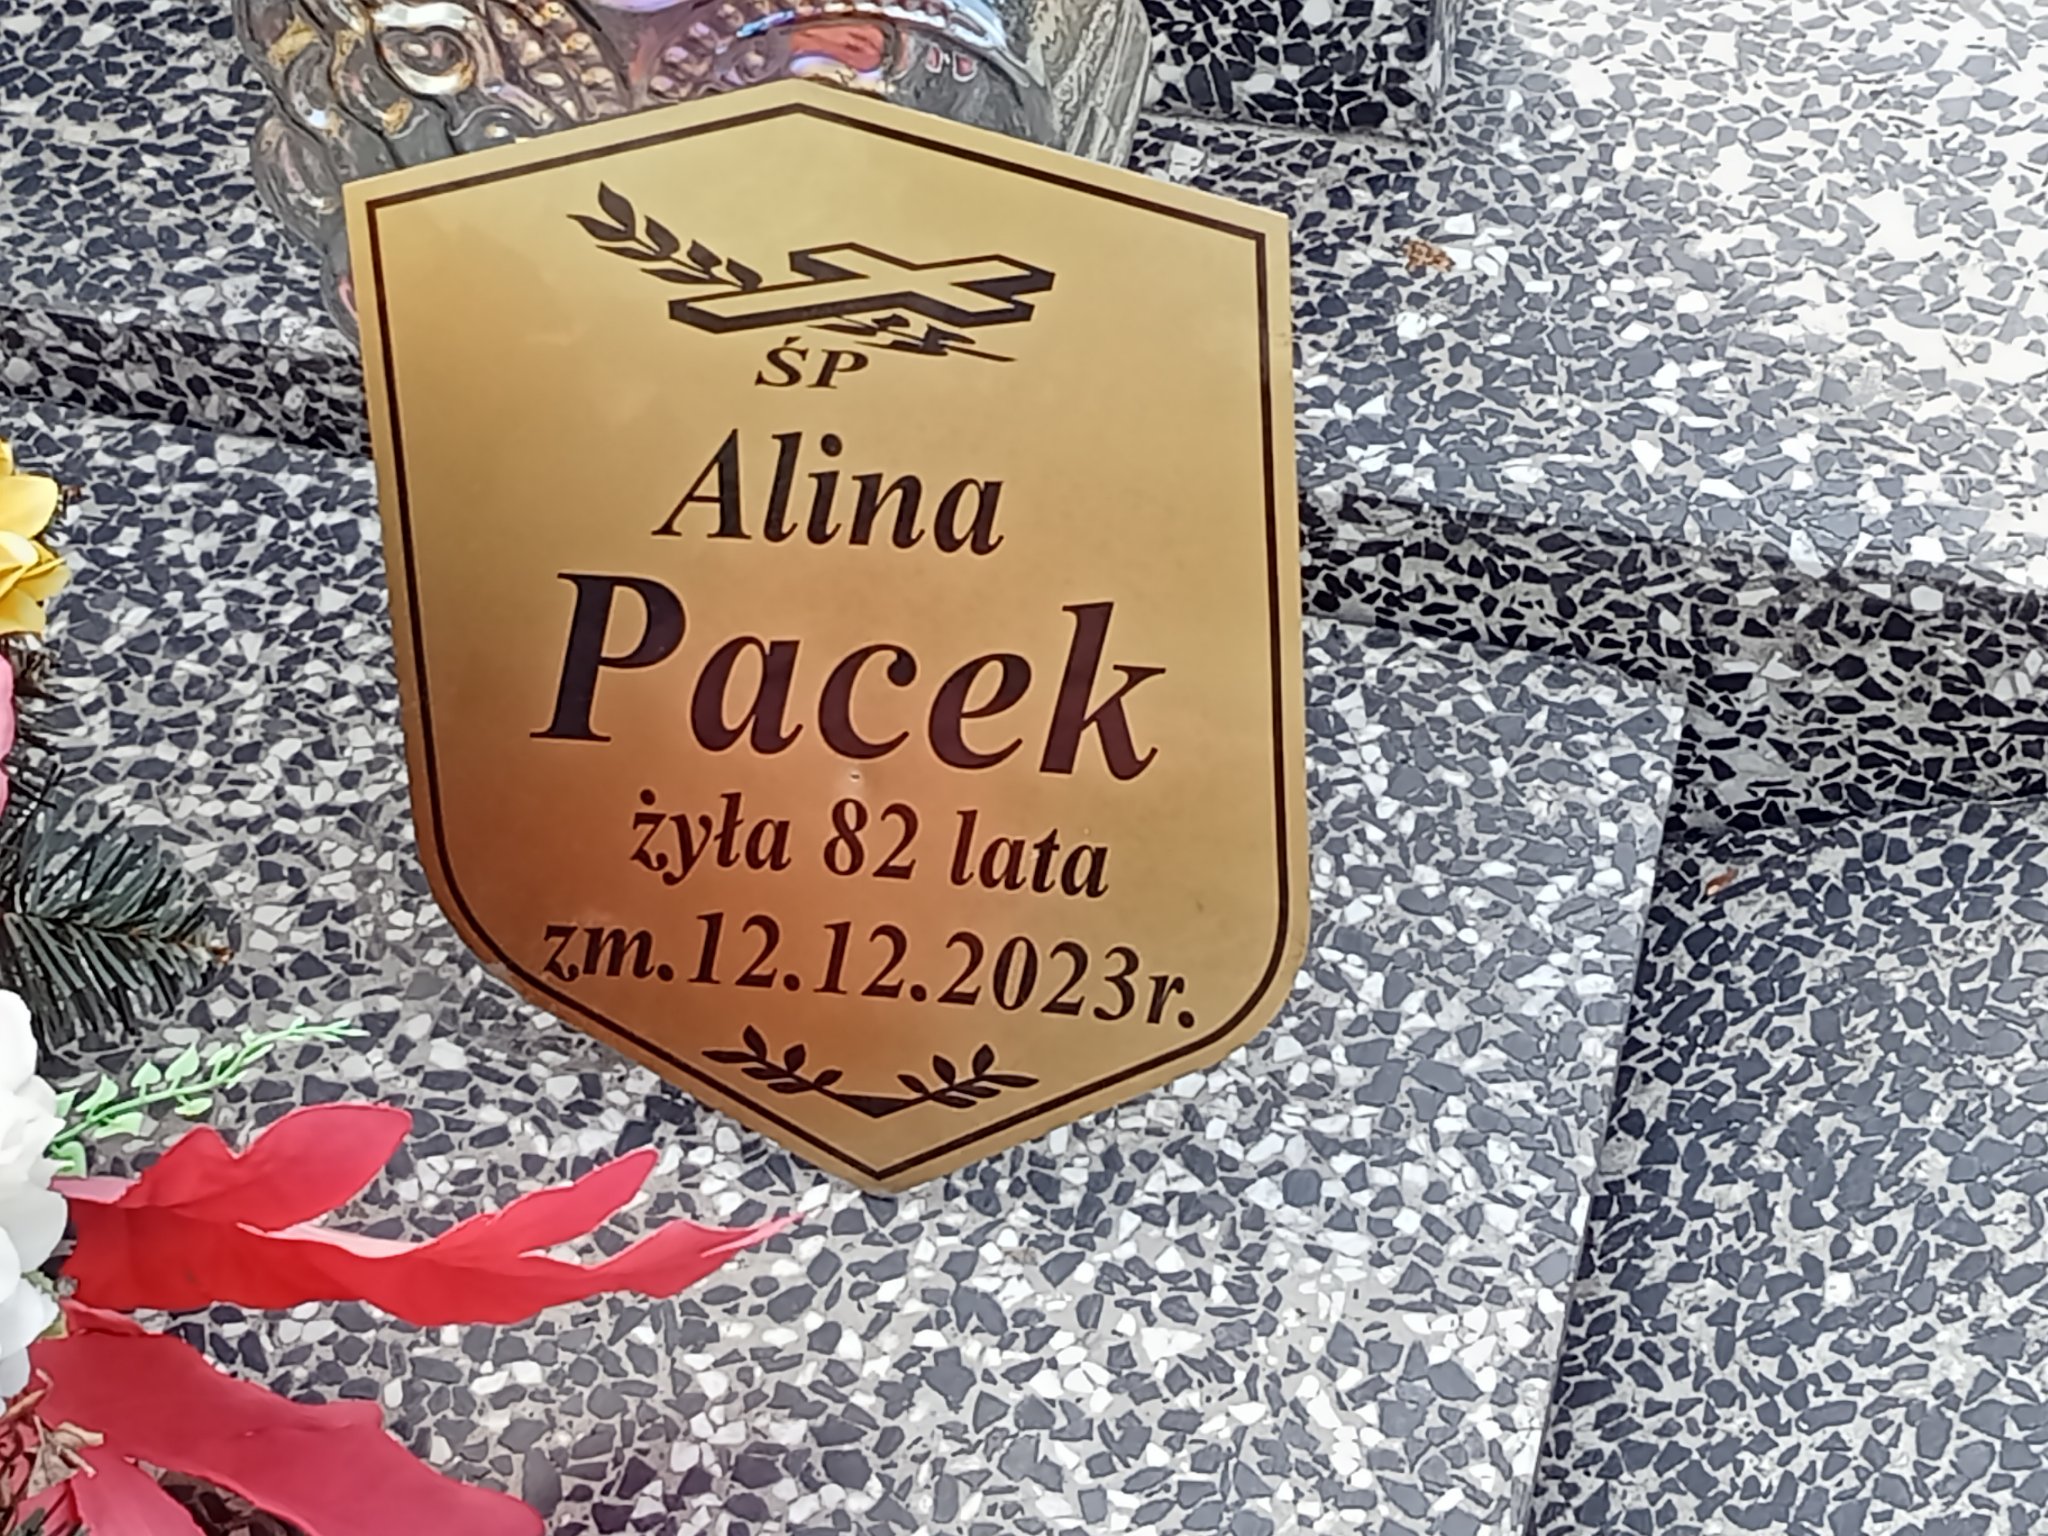 ŚP
Alina
Pacek
żyła 82 lata
zm.12.12.2023r.